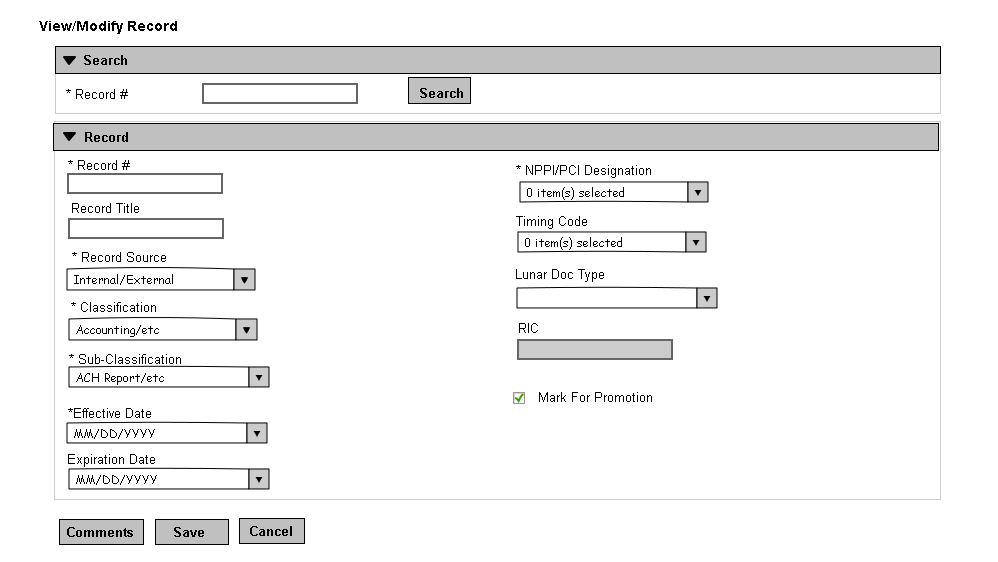 View/Modify Record
Search
* Record #
Search
Record
* Record #
Record Title
* Record Source
Internal/External
* Classification
Accounting/etc
* Sub-Classification
ACH Report/etc
*Effective Date
MM/DD/YYYY
Expiration Date
MM/DD/YYYY
* NPPI/PCI Designation
0 item(s) selected
Timing Code
0 item(s) selected
Lunar Doc Type
RIC
Mark For Promotion
Comments
Save
Cancel